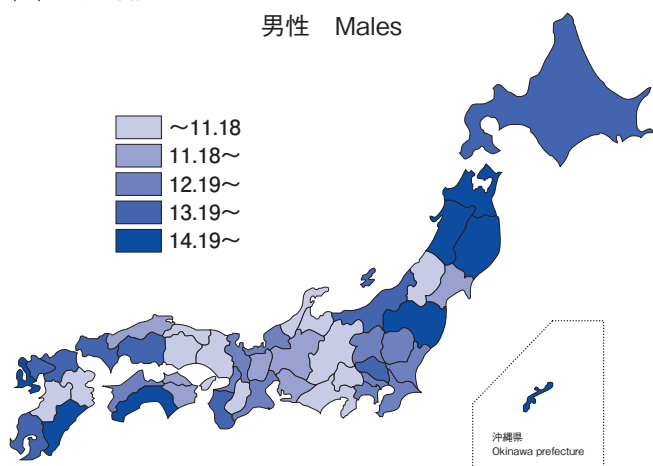 男性　Males
～11.18
11.18～
12.19～
13.19～
14.19～
沖縄県
Okinawa prefecture